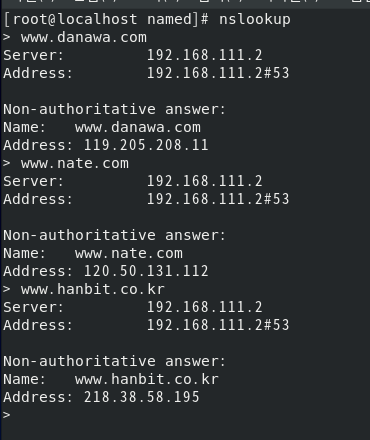 [root@localhost named]# nslookup
> www.danawa.com
Server:         192.168.111.2
Address:        192.168.111.2#53

Non-authoritative answer:
Name:   www.danawa.com
Address: 119.205.208.11
> www.nate.com
Server:         192.168.111.2
Address:        192.168.111.2#53

Non-authoritative answer:
Name:   www.nate.com
Address: 120.50.131.112
> www.hanbit.co.kr
Server:         192.168.111.2
Address:        192.168.111.2#53

Non-authoritative answer:
Name:   www.hanbit.co.kr
Address: 218.38.58.195
>